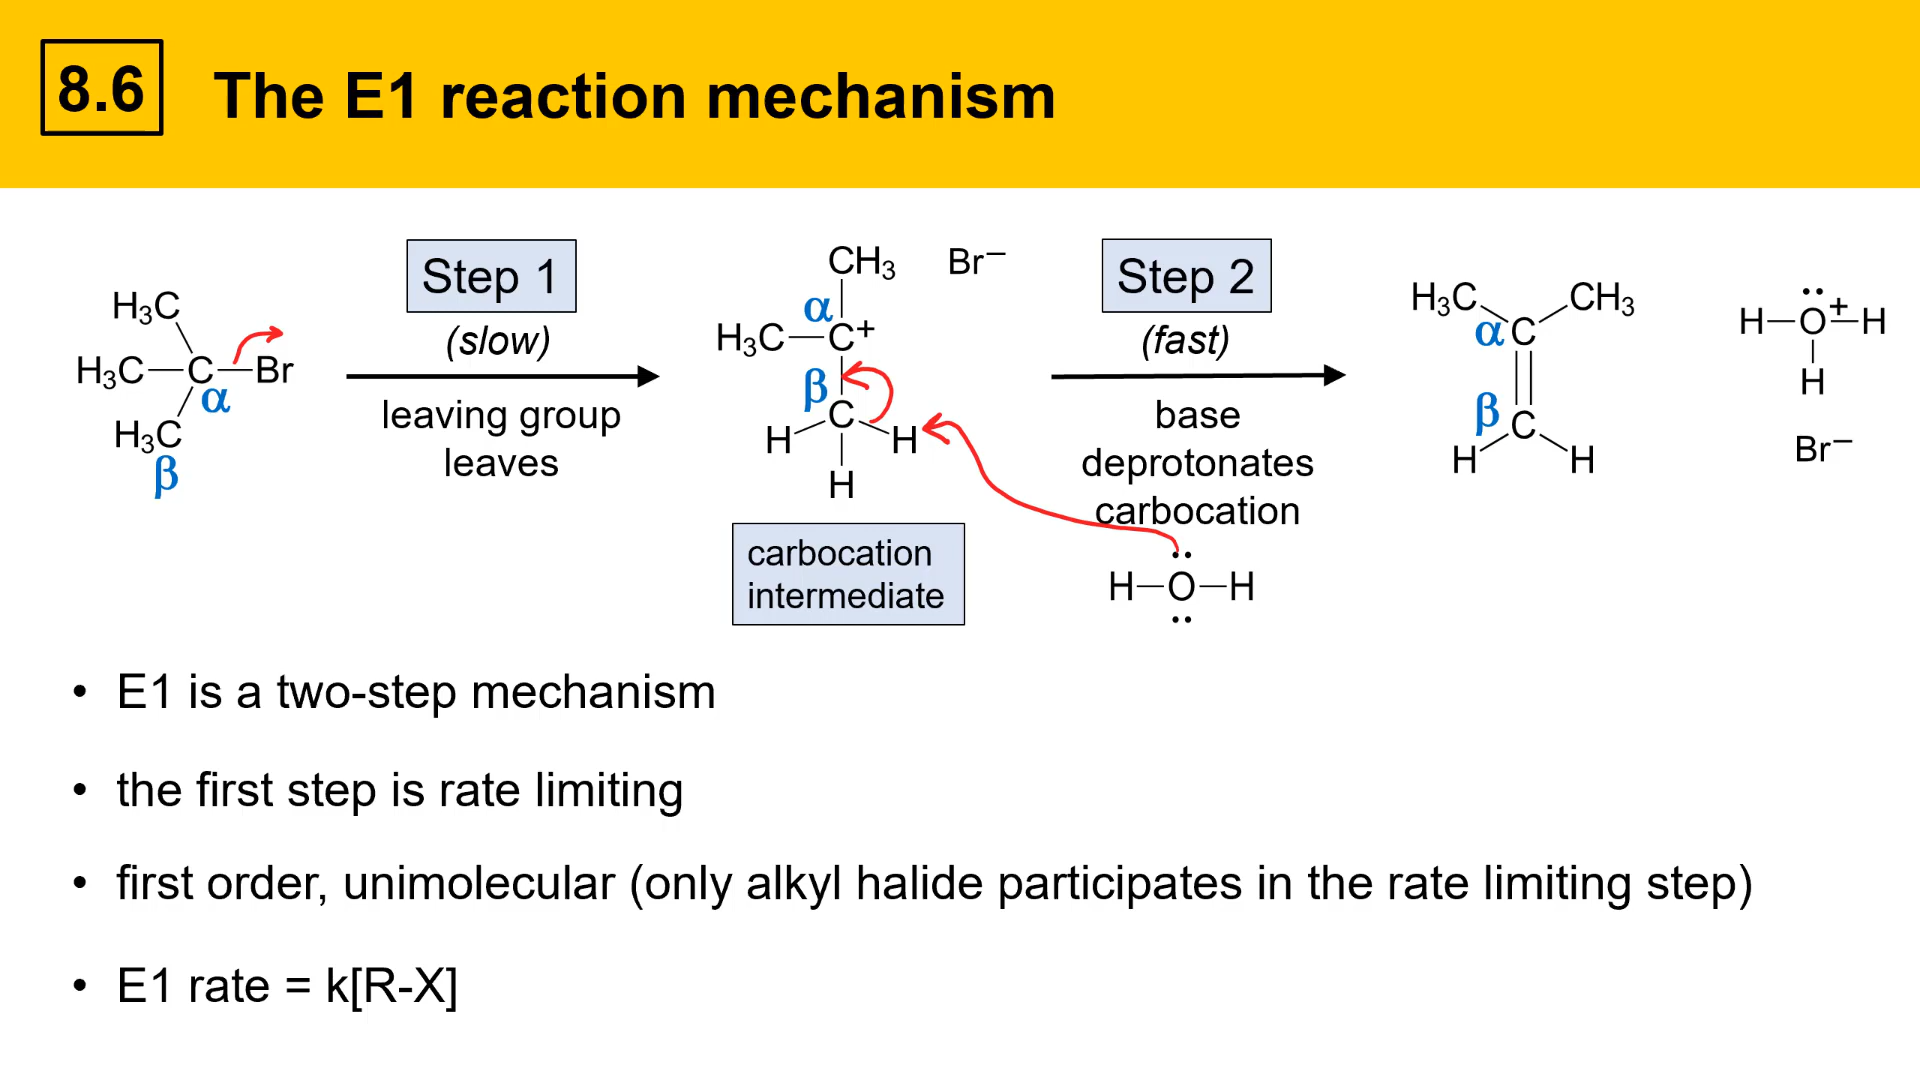 8.6 The E1 reaction mechanism
H₃C
H₃C—C—Br
α
H₃C
β
Step 1
(slow)
leaving group
leaves
CH₃ Br⁻
α
H₃C—C⁺
β
C
H H
H
carbocation
intermediate
Step 2
(fast)
base
deprotonates
carbocation
H—O—H
H₃C CH₃
α C
β C
H H
H—O⁺—H
H
Br⁻
• E1 is a two-step mechanism
• the first step is rate limiting
• first order, unimolecular (only alkyl halide participates in the rate limiting step)
• E1 rate = k[R-X]